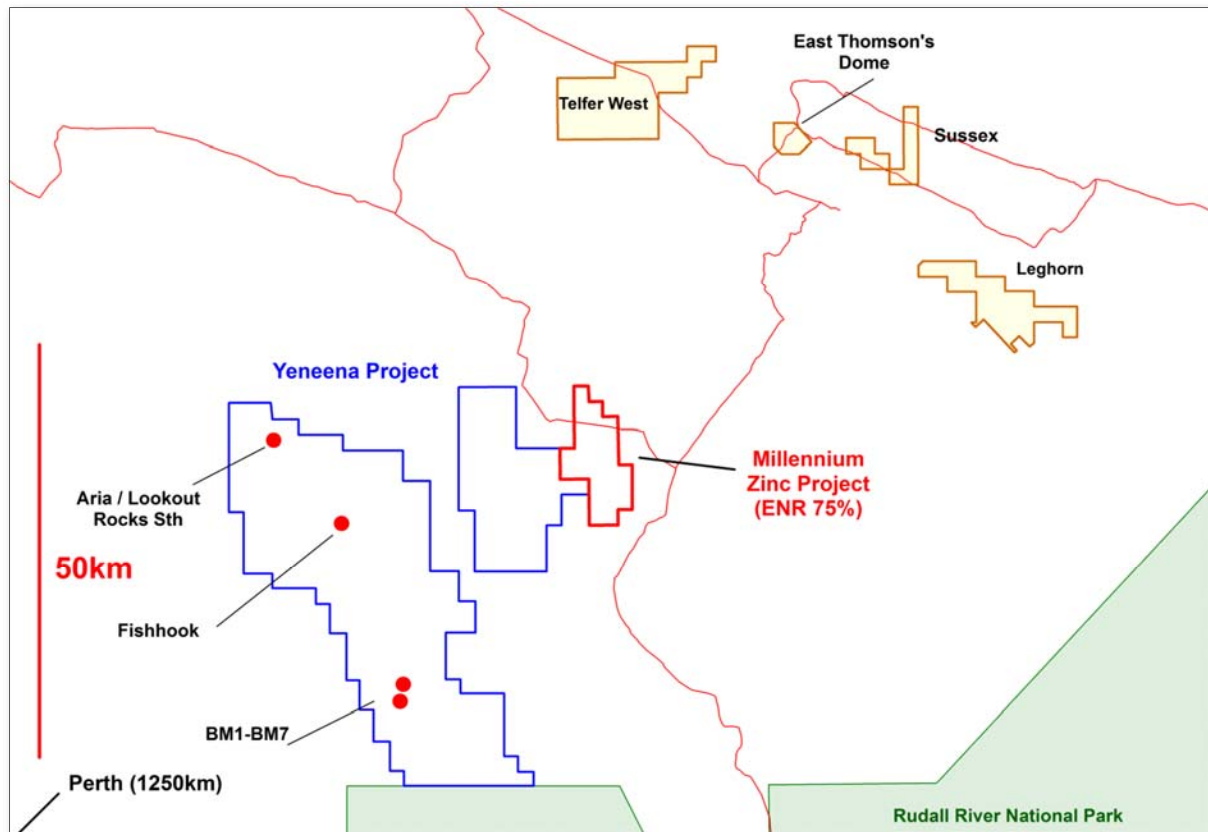 East Thomson's
Dome
Telfer West
Sussex
Leghorn
Yeneena Project
Millennium
Zinc Project
(ENR 75%)
Aria / Lookout
Rocks Sth
50km
Fishhook
BM1-BM7
Perth (1250km)
Rudall River National Park